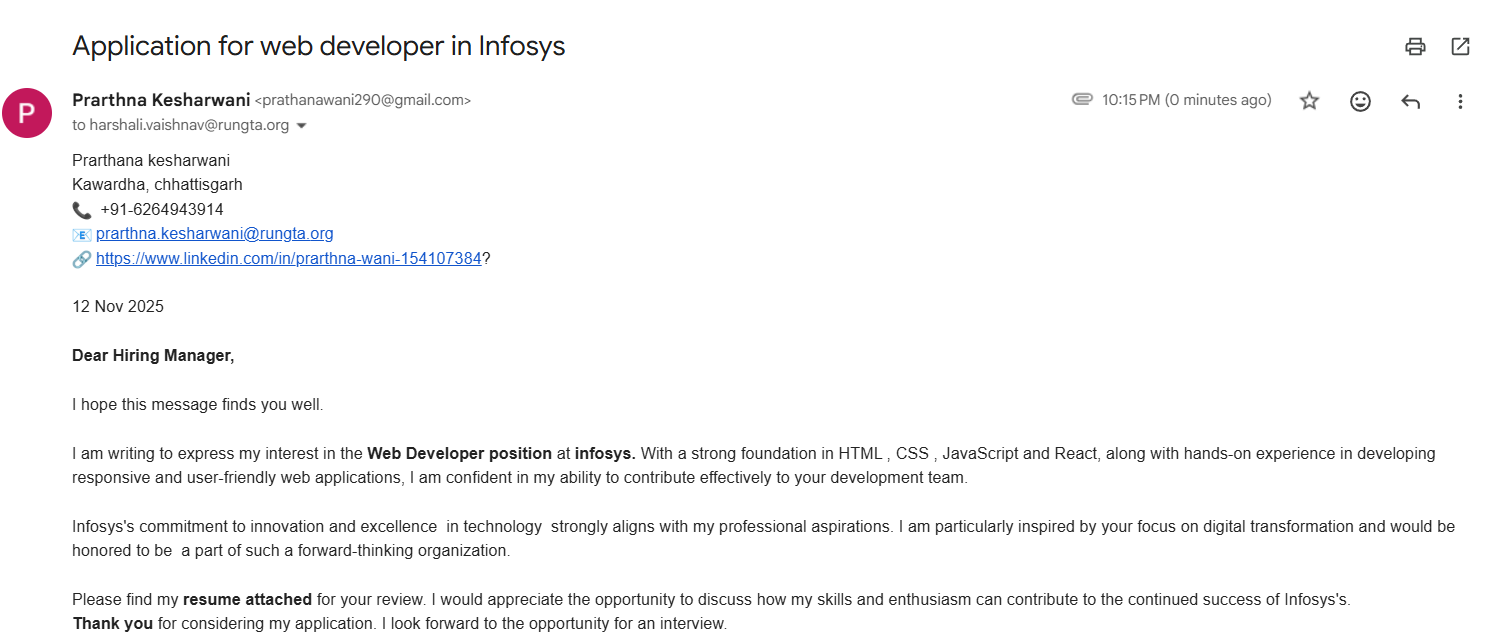 Application for web developer in Infosys
P
Prarthna Kesharwani <prathanawani290@gmail.com>
10:15 PM (0 minutes ago)
to harshali.vaishnav@rungta.org
Prarthana kesharwani
Kawardha, chhattisgarh
📞 +91-6264943914
📧 prarthna.kesharwani@rungta.org
🔗 https://www.linkedin.com/in/prarthna-wani-154107384?
12 Nov 2025
Dear Hiring Manager,
I hope this message finds you well.
I am writing to express my interest in the Web Developer position at infosys. With a strong foundation in HTML , CSS , JavaScript and React, along with hands-on experience in developing
responsive and user-friendly web applications, I am confident in my ability to contribute effectively to your development team.
Infosys's commitment to innovation and excellence  in technology  strongly aligns with my professional aspirations. I am particularly inspired by your focus on digital transformation and would be
honored to be  a part of such a forward-thinking organization.
Please find my resume attached for your review. I would appreciate the opportunity to discuss how my skills and enthusiasm can contribute to the continued success of Infosys's.
Thank you for considering my application. I look forward to the opportunity for an interview.